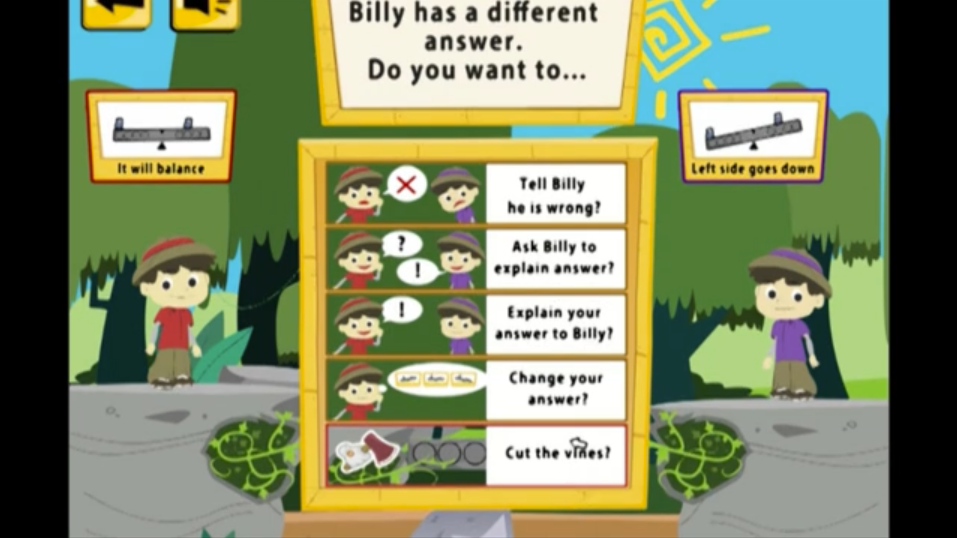 Billy has a different
answer.
Do you want to...
It will balance
Left side goes down
Tell Billy
he is wrong?
?
!
Ask Billy to
explain answer?
!
Explain your
answer to Billy?
Change your
answer?
Cut the vines?